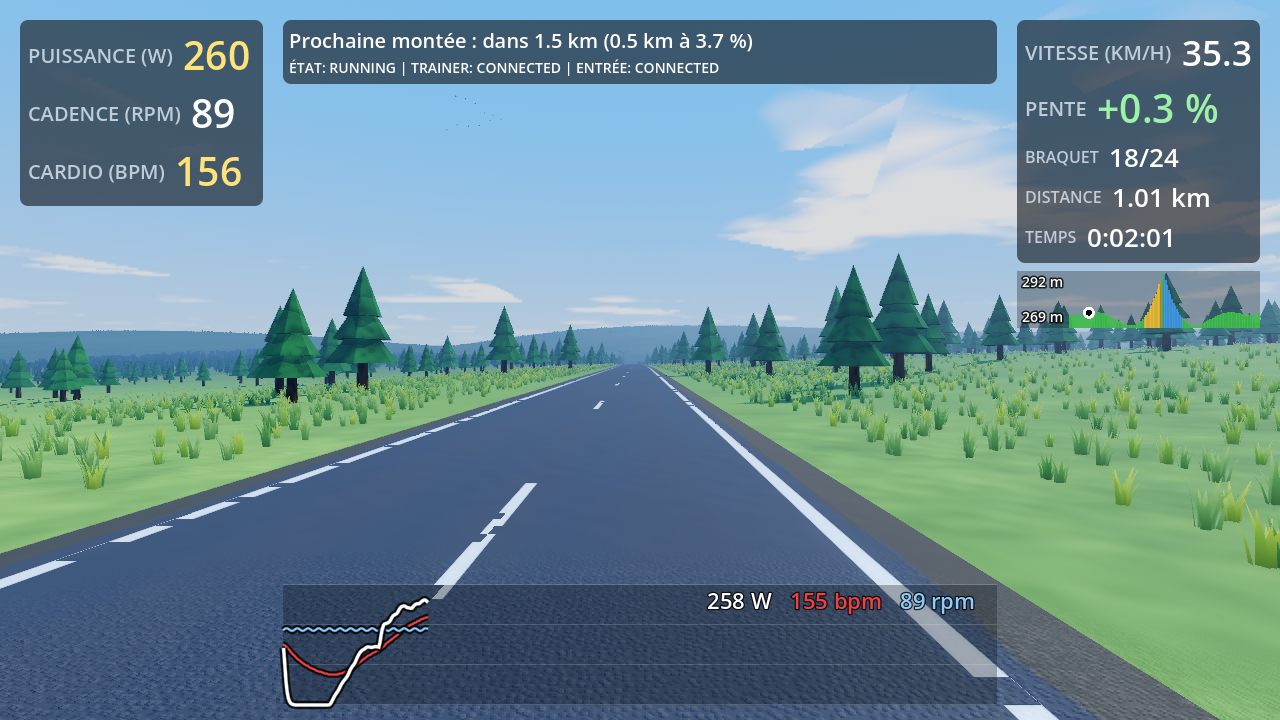 PUISSANCE (W) 260
CADENCE (RPM) 89
CARDIO (BPM) 156
Prochaine montée : dans 1.5 km (0.5 km à 3.7 %)
ÉTAT: RUNNING | TRAINER: CONNECTED | ENTRÉE: CONNECTED
VITESSE (KM/H) 35.3
PENTE +0.3 %
BRAQUET 18/24
DISTANCE 1.01 km
TEMPS 0:02:01
292 m
269 m
258 W 155 bpm 89 rpm